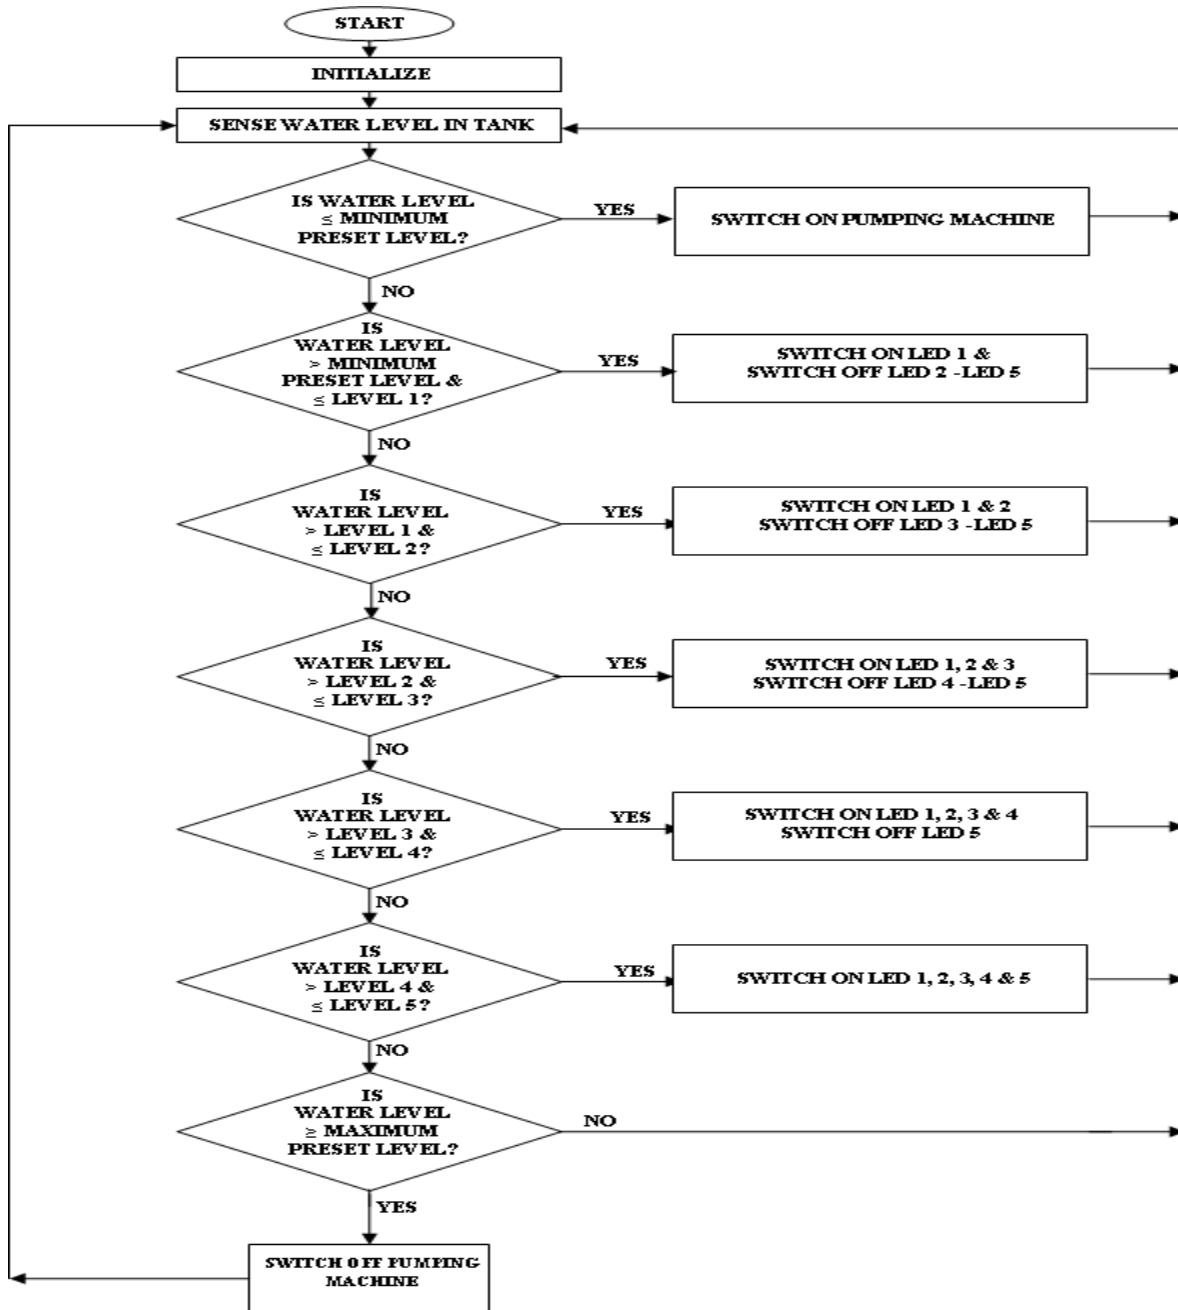 START
INITIALIZE
SENSE WATER LEVEL IN TANK
IS WATER LEVEL
≤ MINIMUM
PRESET LEVEL?
YES
SWITCH ON PUMPING MACHINE
NO
IS
WATER LEVEL
> MINIMUM
PRESET LEVEL &
≤ LEVEL 1?
YES
SWITCH ON LED 1 &
SWITCH OFF LED 2 -LED 5
NO
IS
WATER LEVEL
> LEVEL 1 &
≤ LEVEL 2?
YES
SWITCH ON LED 1 & 2
SWITCH OFF LED 3 -LED 5
NO
IS
WATER LEVEL
> LEVEL 2 &
≤ LEVEL 3?
YES
SWITCH ON LED 1, 2 & 3
SWITCH OFF LED 4 -LED 5
NO
IS
WATER LEVEL
> LEVEL 3 &
≤ LEVEL 4?
YES
SWITCH ON LED 1, 2, 3 & 4
SWITCH OFF LED 5
NO
IS
WATER LEVEL
> LEVEL 4 &
≤ LEVEL 5?
YES
SWITCH ON LED 1, 2, 3, 4 & 5
NO
IS
WATER LEVEL
≥ MAXIMUM
PRESET LEVEL?
NO
YES
SWITCH OFF PUMPING
MACHINE